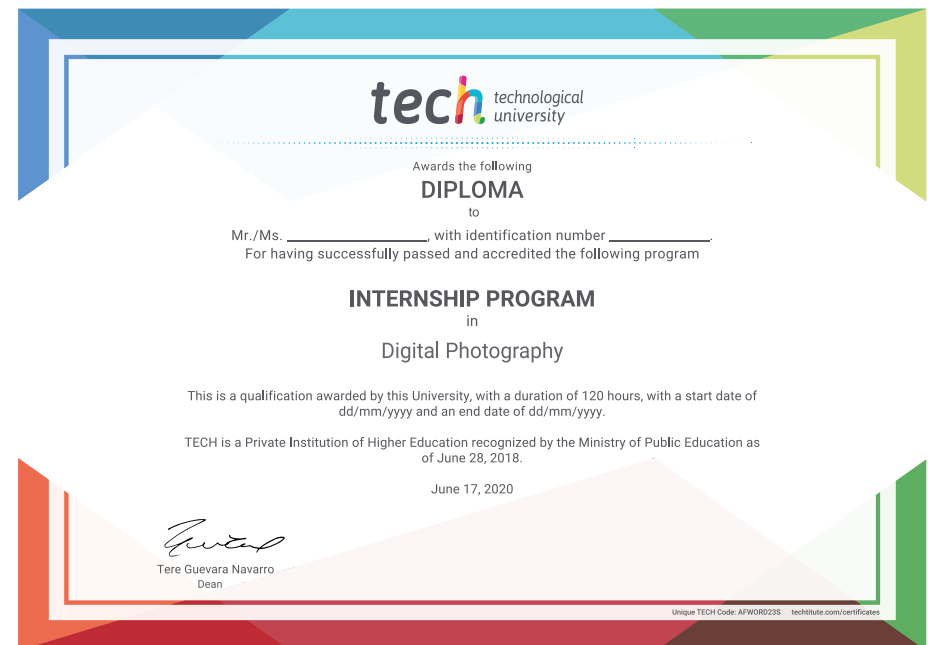 tech technological
university
Awards the following
DIPLOMA
to
Mr./Ms. ____________, with identification number ____________.
For having successfully passed and accredited the following program
INTERNSHIP PROGRAM
in
Digital Photography
This is a qualification awarded by this University, with a duration of 120 hours, with a start date of
dd/mm/yyyy and an end date of dd/mm/yyyy.
TECH is a Private Institution of Higher Education recognized by the Ministry of Public Education as
of June 28, 2018.
June 17, 2020
Tere Guevara Navarro
Dean
Unique TECH Code: AFWORD23S techtitute.com/certificates